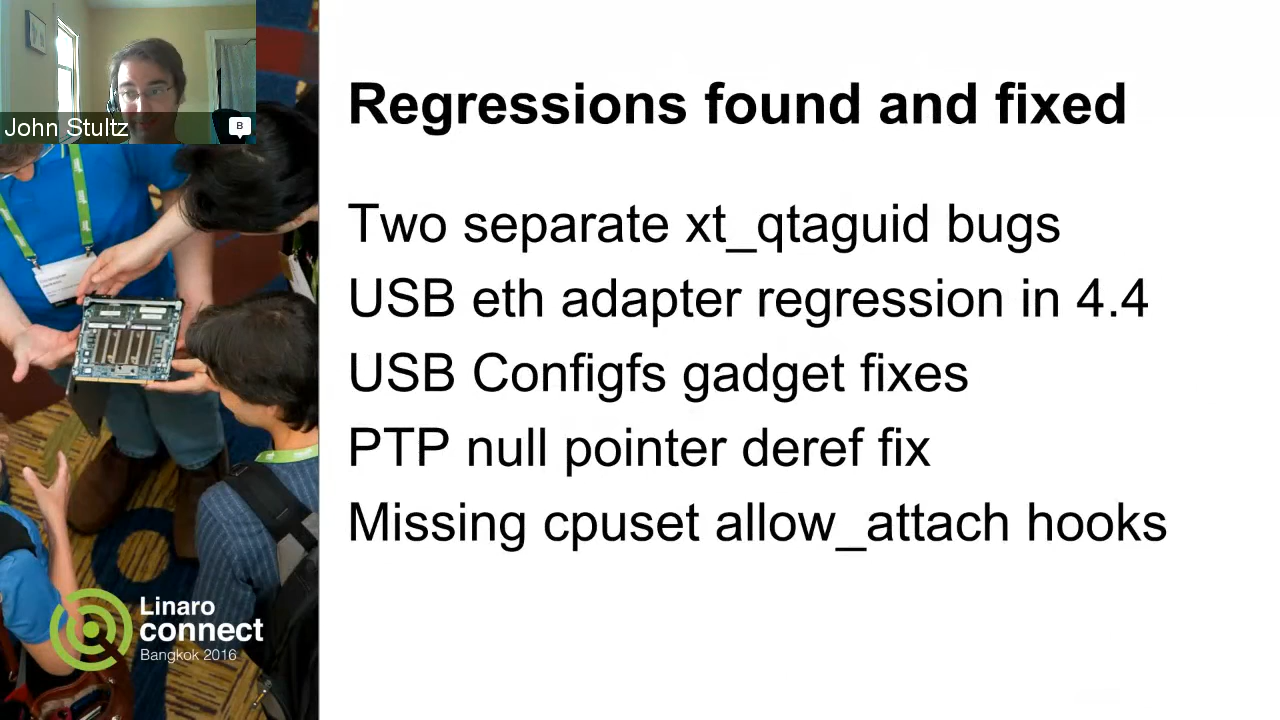 John Stultz
B
Regressions found and fixed
Two separate xt_qtaguid bugs
USB eth adapter regression in 4.4
USB Configfs gadget fixes
PTP null pointer deref fix
Missing cpuset allow_attach hooks
Linaro
connect
Bangkok 2016